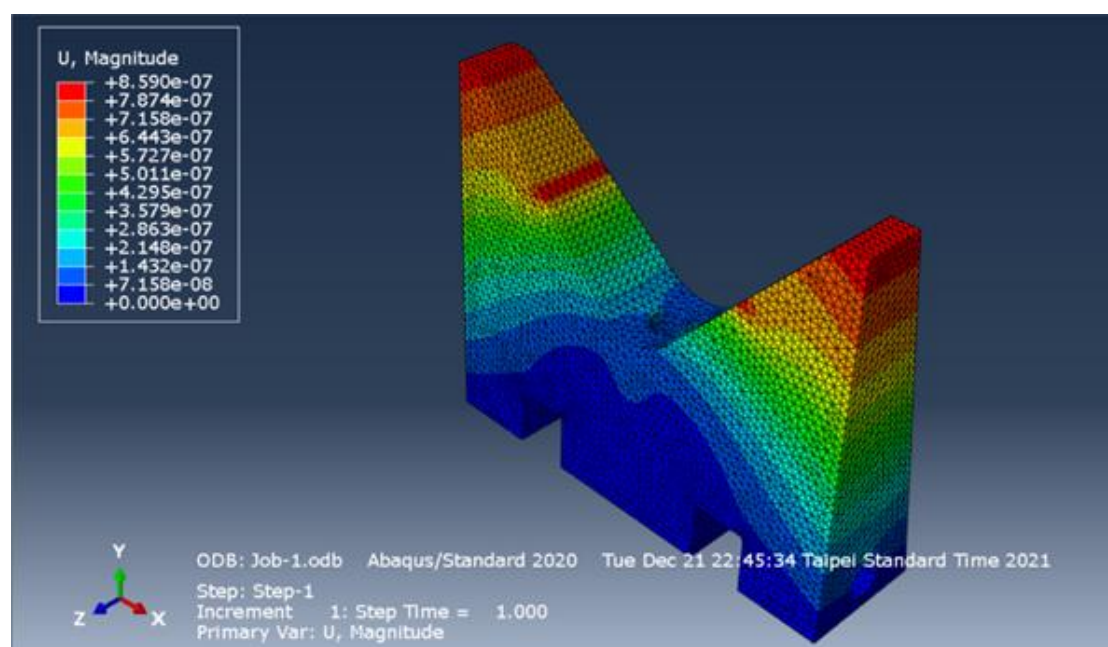 U, Magnitude
+8.590e-07
+7.874e-07
+7.158e-07
+6.443e-07
+5.727e-07
+5.011e-07
+4.295e-07
+3.579e-07
+2.863e-07
+2.148e-07
+1.432e-07
+7.158e-08
+0.000e+00
Y
Z
X
ODB: Job-1.odb Abaqus/Standard 2020 Tue Dec 21 22:45:34 Taipei Standard Time 2021
Step: Step-1
Increment 1: Step Time = 1.000
Primary Var: U, Magnitude